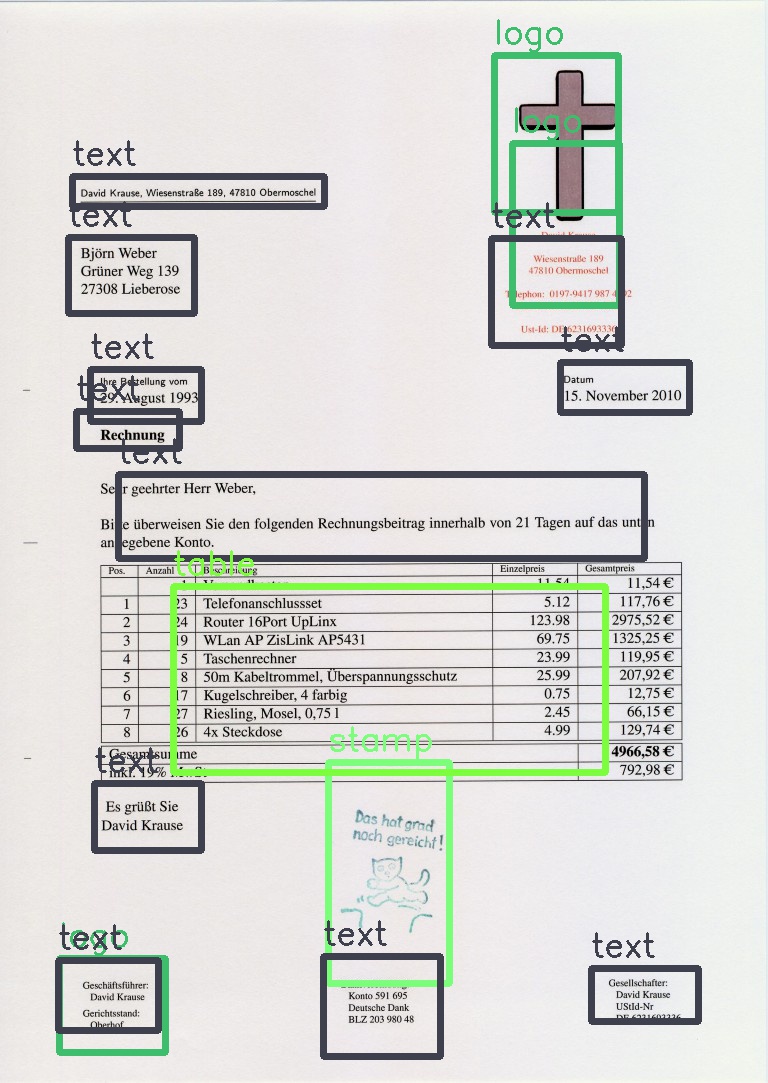 logo
logo
text
David Krause, Wiesenstraße 189, 47810 Obermoschel
text
Björn Weber
Grüner Weg 139
27308 Lieberose
text
David Krause
Wiesenstraße 189
47810 Obermoschel
0197-9417 987
Ust-Id:
text
Ihre Bestellung vom
29. August 1993
text
Datum
15. November 2010
text
Rechnung
text
Sehr geehrter Herr Weber,
Bitte überweisen Sie den folgenden Rechnungsbeitrag innerhalb von 21 Tagen auf das unten
angegebene Konto.
table
Pos. Anzahl Beschreibung Einzelpreis Gesamtpreis
1 11.54 11,54 €
1 23 Telefonanschlussset 5.12 117,76 €
2 24 Router 16Port UpLinx 123.98 2975,52 €
3 19 WLan AP ZisLink AP5431 69.75 1325,25 €
4 5 Taschenrechner 23.99 119,95 €
5 8 50m Kabeltrommel, Überspannungsschutz 25.99 207,92 €
6 17 Kugelschreiber, 4 farbig 0.75 12,75 €
7 27 Riesling, Mosel, 0,75 l 2.45 66,15 €
8 26 4x Steckdose 4.99 129,74 €
Gesamtsumme 4966,58 €
inkl. 19% MwSt 792,98 €
text
Es grüßt Sie
David Krause
stamp
Das hat grad
noch gereicht!
text
logo
Geschäftsführer:
David Krause
Gerichtsstand:
Oberhof
text
Konto 591 695
Deutsche Dank
BLZ 203 980 48
text
Gesellschafter:
David Krause
UStId-Nr
DE 6231693336